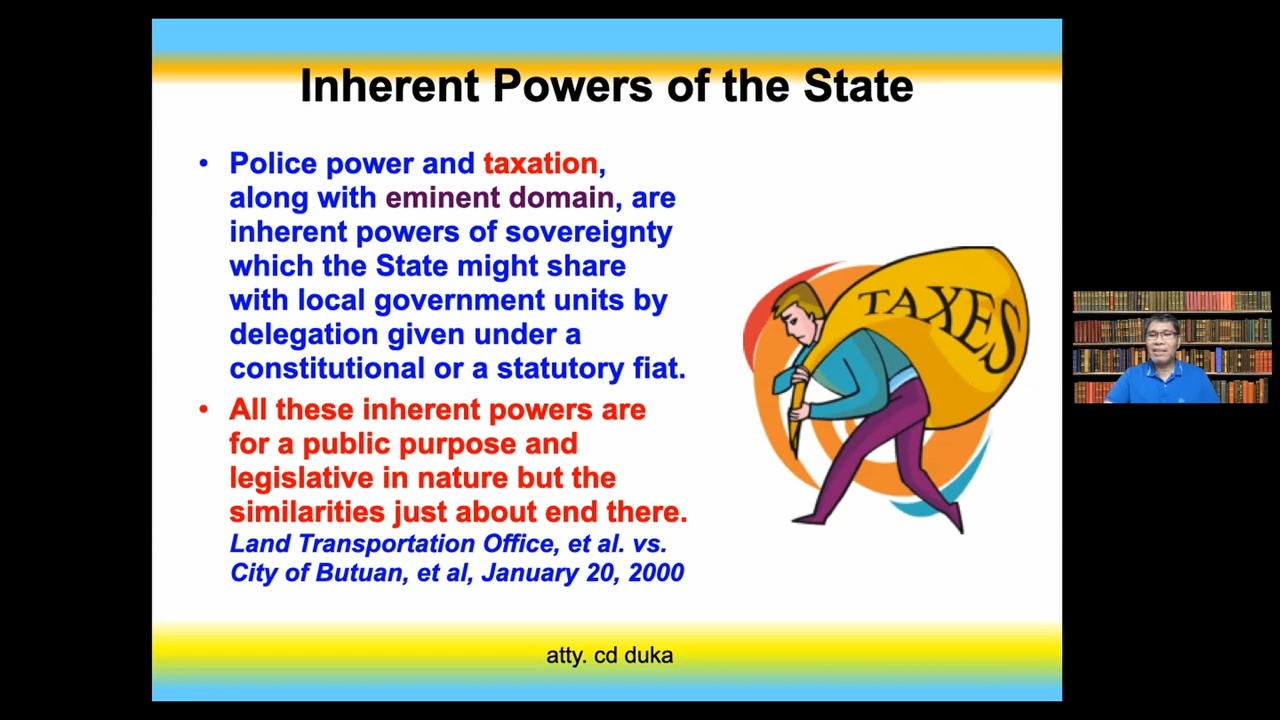 Inherent Powers of the State
• Police power and taxation,
along with eminent domain, are
inherent powers of sovereignty
which the State might share
with local government units by
delegation given under a
constitutional or a statutory fiat.
• All these inherent powers are
for a public purpose and
legislative in nature but the
similarities just about end there.
Land Transportation Office, et al. vs.
City of Butuan, et al, January 20, 2000
TAXES
atty. cd duka